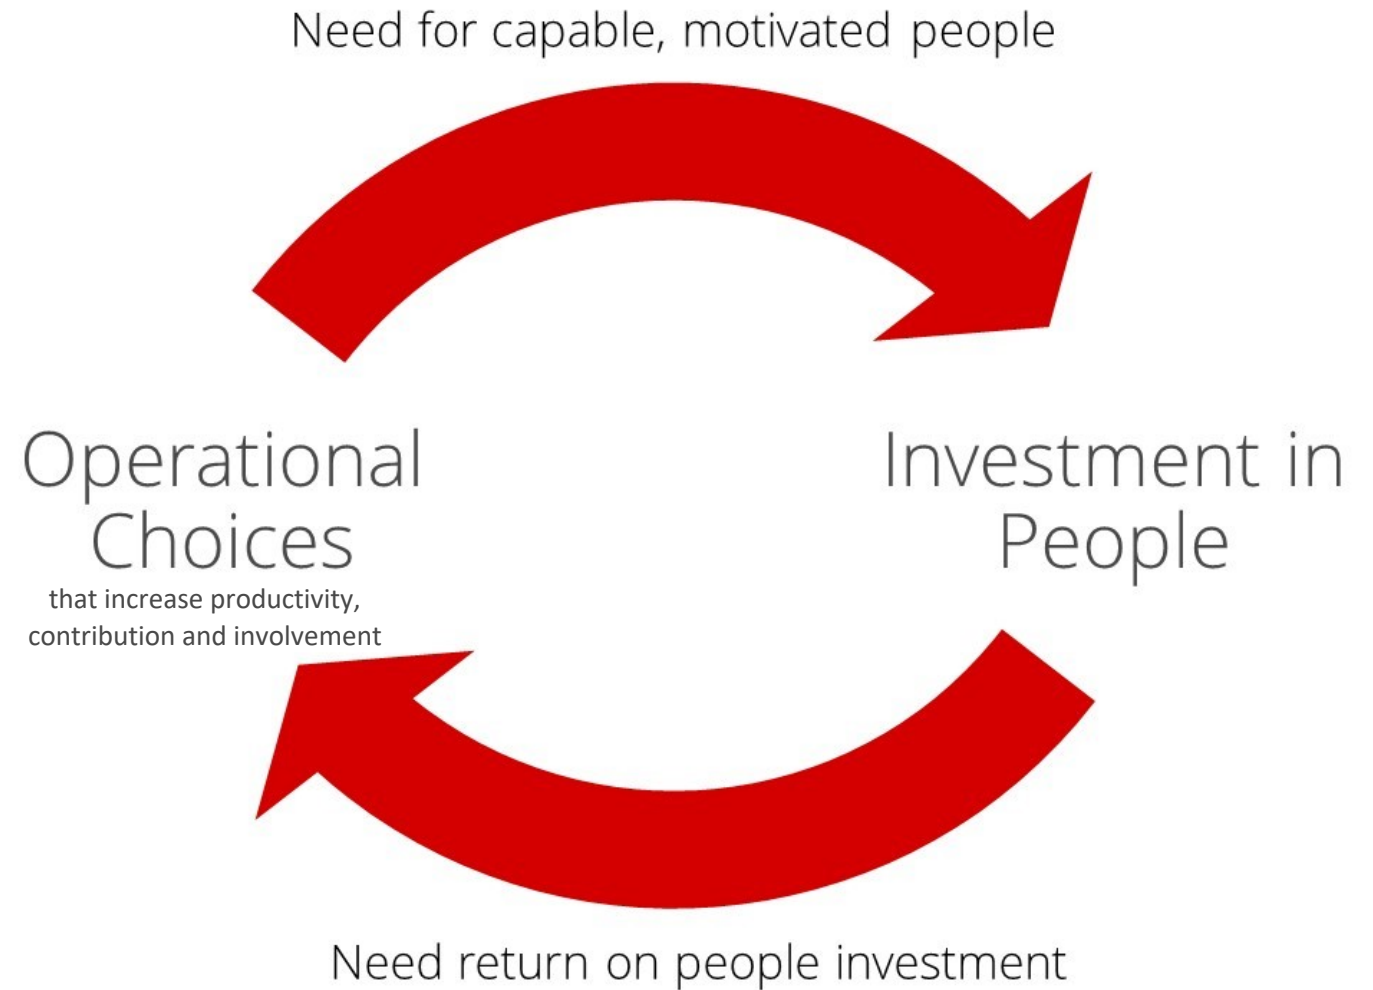 Need for capable, motivated people
Operational
Choices
that increase productivity,
contribution and involvement
Investment in
People
Need return on people investment